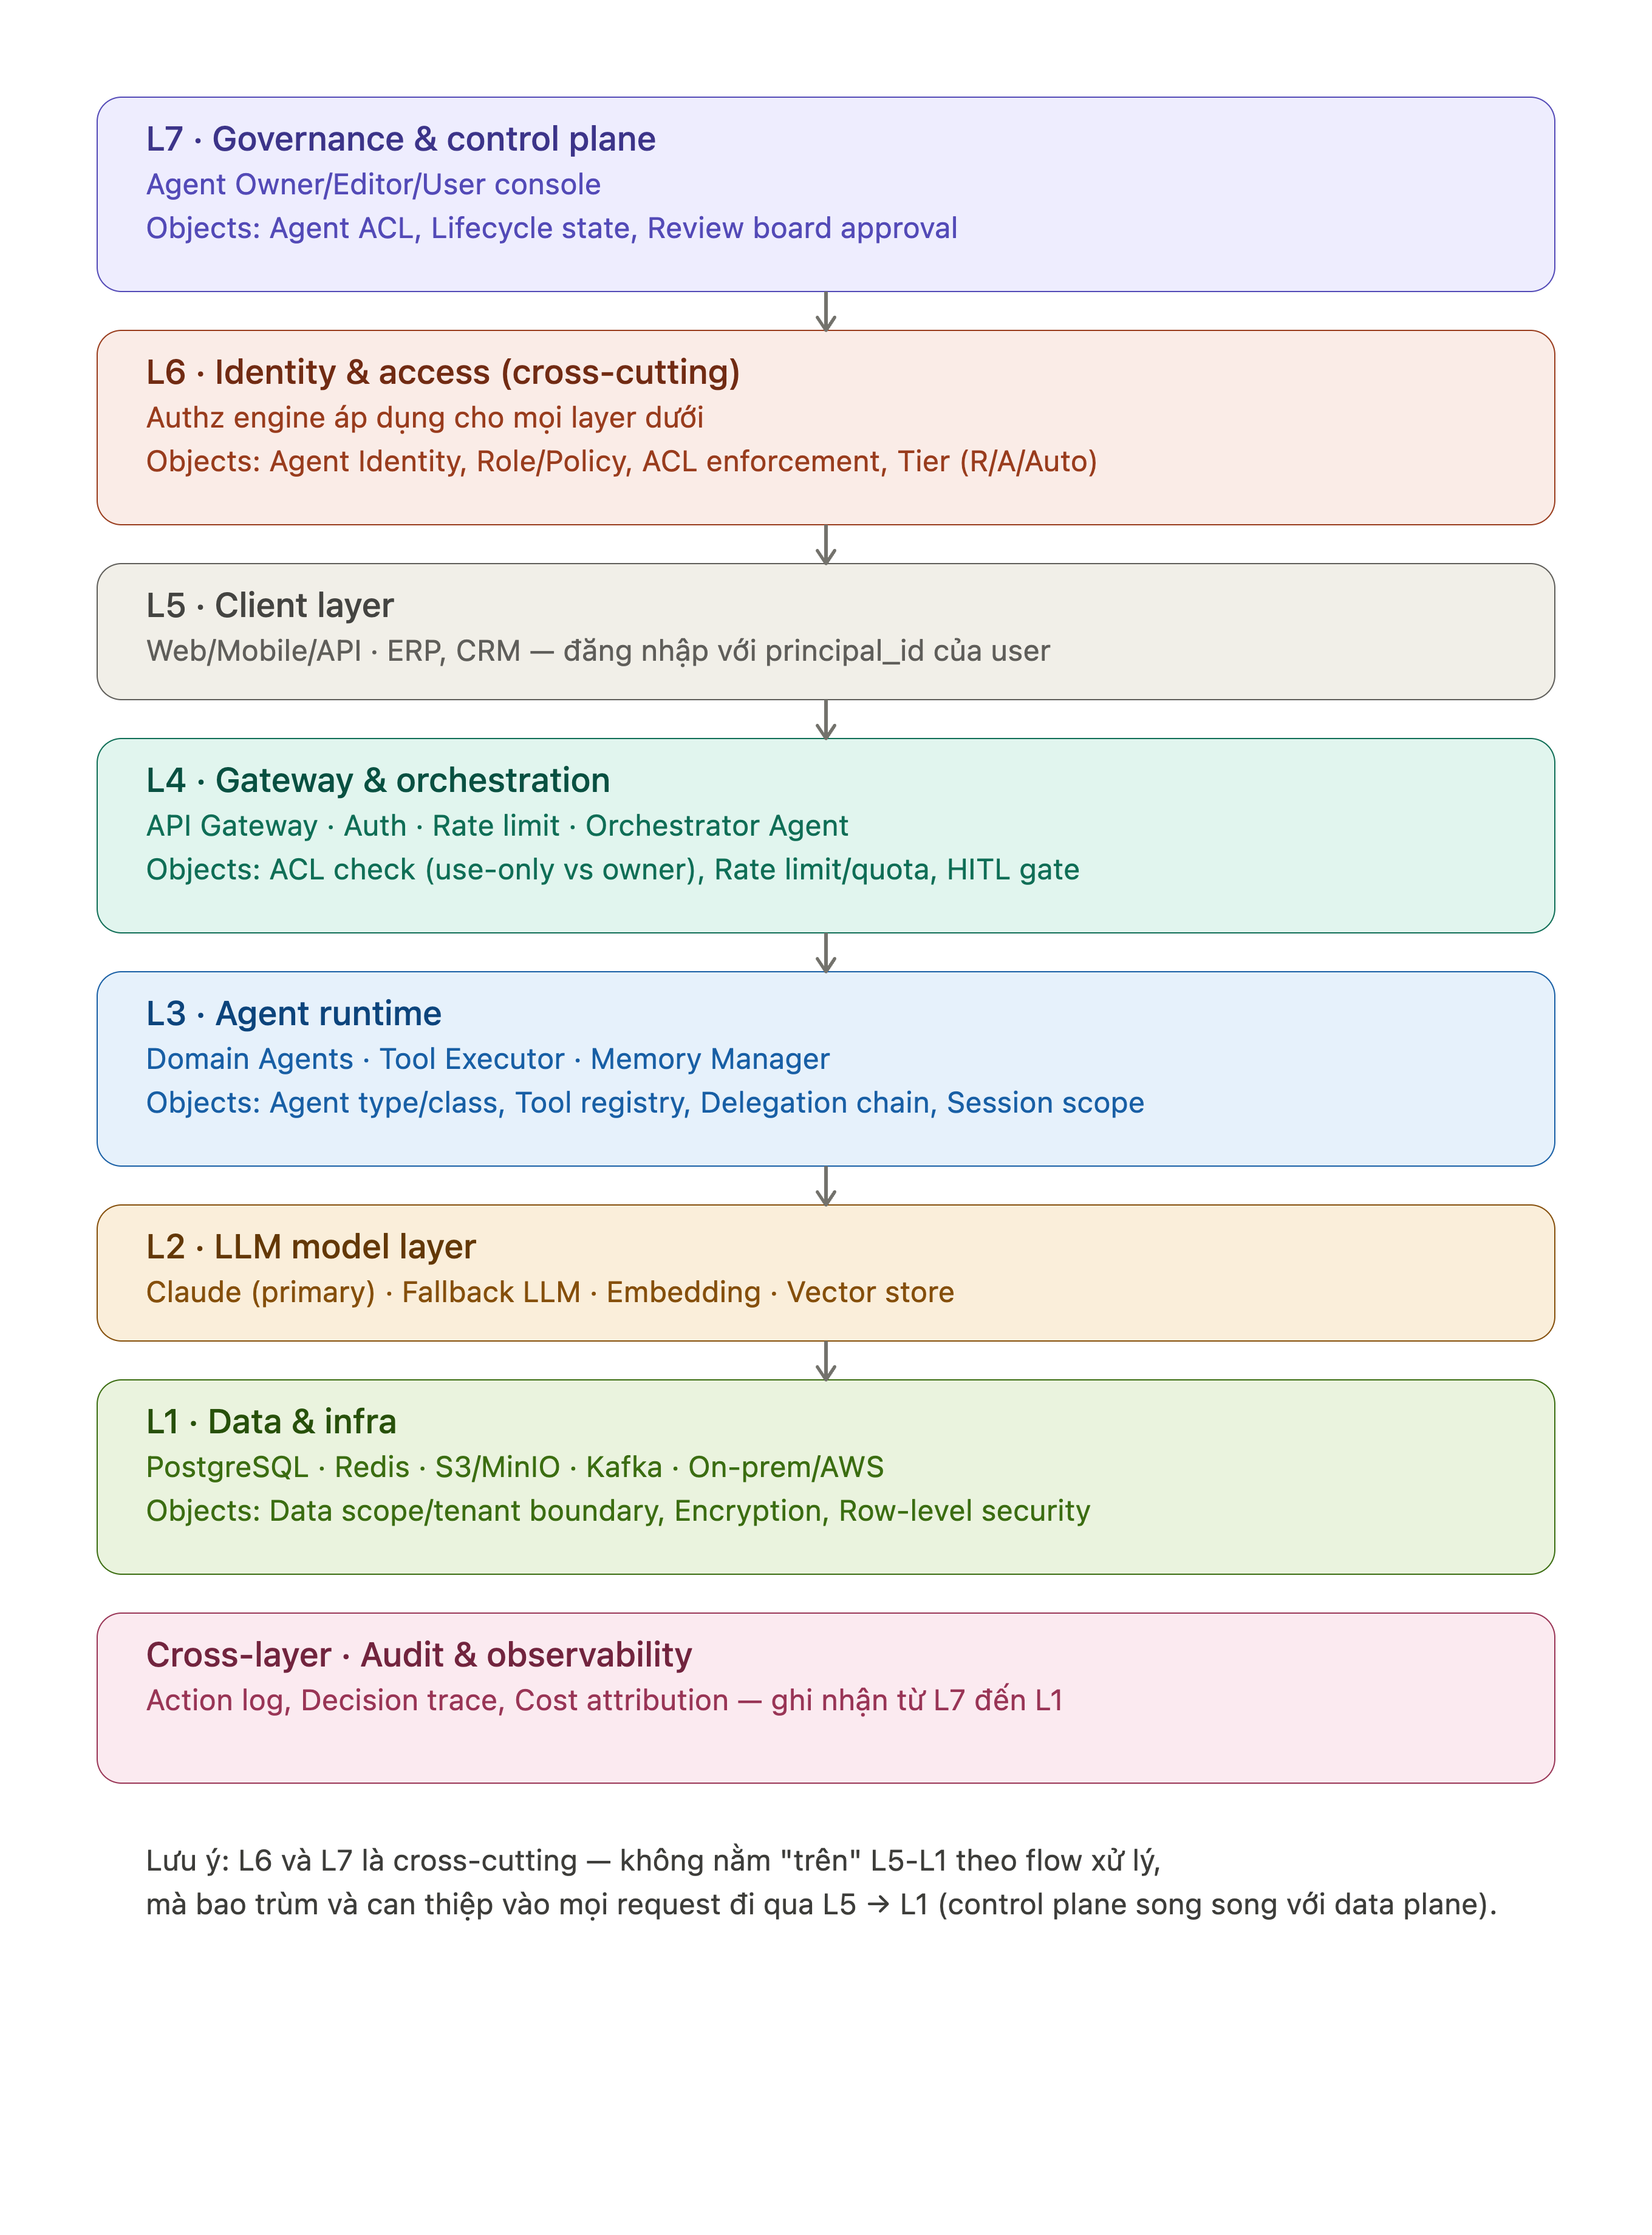 L7 · Governance & control plane
Agent Owner/Editor/User console
Objects: Agent ACL, Lifecycle state, Review board approval
L6 · Identity & access (cross-cutting)
Authz engine áp dụng cho mọi layer dưới
Objects: Agent Identity, Role/Policy, ACL enforcement, Tier (R/A/Auto)
L5 · Client layer
Web/Mobile/API · ERP, CRM — đăng nhập với principal_id của user
L4 · Gateway & orchestration
API Gateway · Auth · Rate limit · Orchestrator Agent
Objects: ACL check (use-only vs owner), Rate limit/quota, HITL gate
L3 · Agent runtime
Domain Agents · Tool Executor · Memory Manager
Objects: Agent type/class, Tool registry, Delegation chain, Session scope
L2 · LLM model layer
Claude (primary) · Fallback LLM · Embedding · Vector store
L1 · Data & infra
PostgreSQL · Redis · S3/MinIO · Kafka · On-prem/AWS
Objects: Data scope/tenant boundary, Encryption, Row-level security
Cross-layer · Audit & observability
Action log, Decision trace, Cost attribution — ghi nhận từ L7 đến L1
Lưu ý: L6 và L7 là cross-cutting — không nằm "trên" L5-L1 theo flow xử lý,
mà bao trùm và can thiệp vào mọi request đi qua L5 → L1 (control plane song song với data plane).